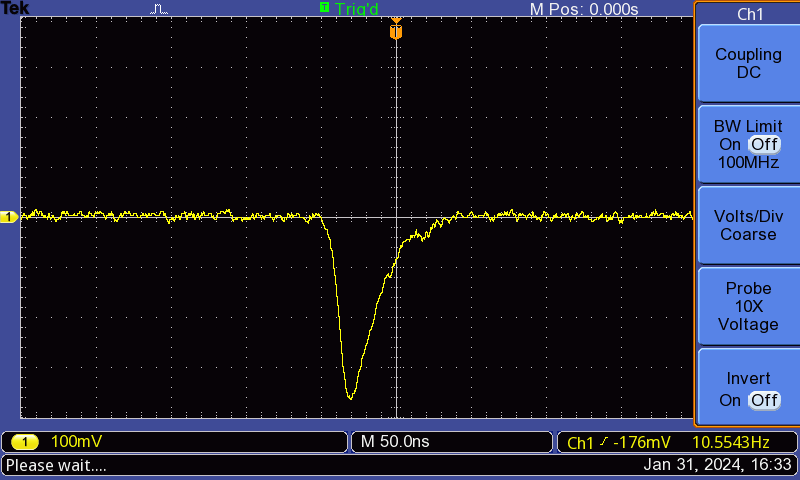 Tek T Trig'd M Pos: 0.000s Ch1
T
Coupling
DC
BW Limit
On Off
100MHz
1
Volts/Div
Coarse
Probe
10X
Voltage
Invert
On Off
1 100mV M 50.0ns Ch1 -176mV 10.5543Hz
Please wait.... Jan 31, 2024, 16:33